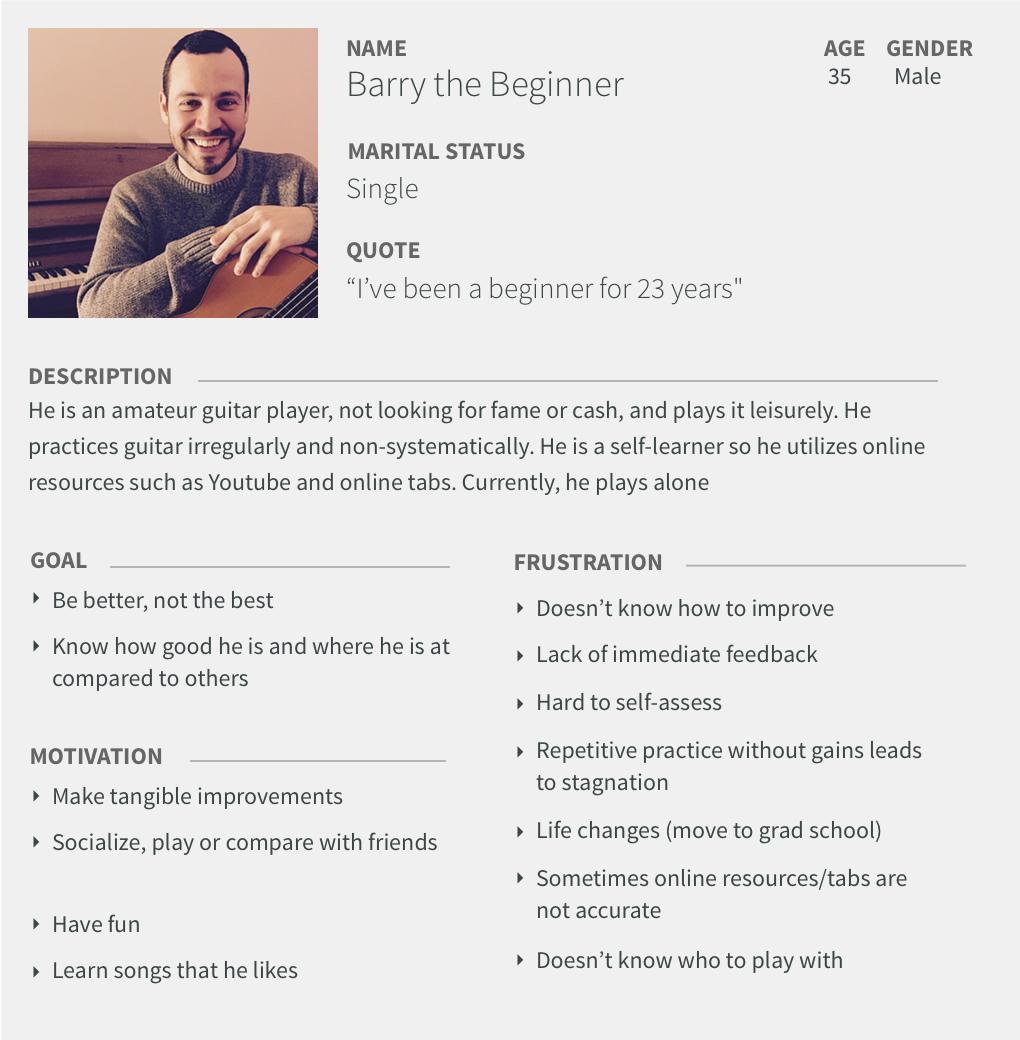 NAME
Barry the Beginner
AGE
35
GENDER
Male
MARITAL STATUS
Single
QUOTE
“I’ve been a beginner for 23 years"
DESCRIPTION
He is an amateur guitar player, not looking for fame or cash, and plays it leisurely. He
practices guitar irregularly and non-systematically. He is a self-learner so he utilizes online
resources such as Youtube and online tabs. Currently, he plays alone
GOAL
Be better, not the best
Know how good he is and where he is at
compared to others
MOTIVATION
Make tangible improvements
Socialize, play or compare with friends
Have fun
Learn songs that he likes
FRUSTRATION
Doesn’t know how to improve
Lack of immediate feedback
Hard to self-assess
Repetitive practice without gains leads
to stagnation
Life changes (move to grad school)
Sometimes online resources/tabs are
not accurate
Doesn’t know who to play with